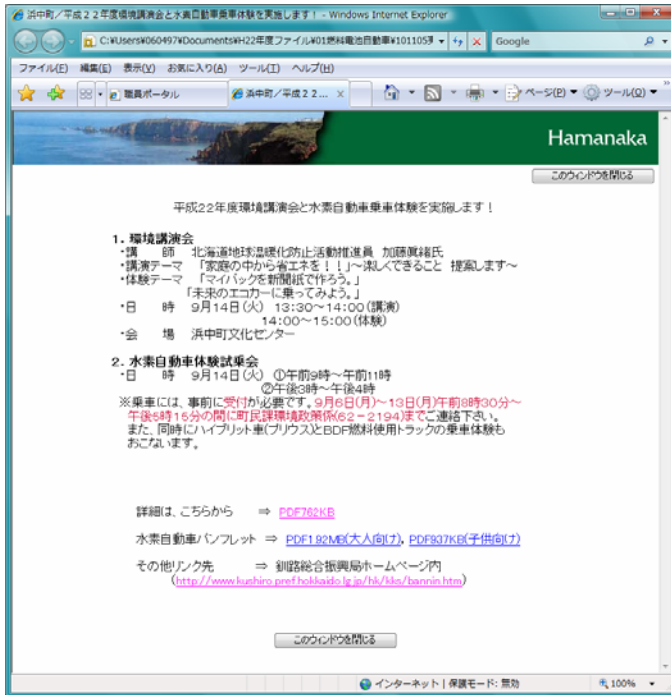 浜中町／平成２２年度環境講演会と水素自動車乗車体験を実施します！ - Windows Internet Explorer
C:¥Users¥060497¥Documents¥H22年度ファイル¥01燃料電池自動車¥101105
Google
ファイル(F) 編集(E) 表示(V) お気に入り(A) ツール(T) ヘルプ(H)
職員ポータル
浜中町／平成２２...
ページ(P)
ツール(O)
Hamanaka
このウィンドウを閉じる
平成２２年度環境講演会と水素自動車乗車体験を実施します！
１．環境講演会
・講　　師　北海道地球温暖化防止活動推進員　加藤眞緒氏
・講演テーマ　「家庭の中から省エネを！！」～楽しくできること　提案します～
・体験テーマ　「マイバックを新聞紙で作ろう。」
「未来のエコカーに乗ってみよう。」
・日　　時　９月１４日（火）　１３：３０～１４：００（講演）
１４：００～１５：００（体験）
・会　　場　浜中町文化センター
２．水素自動車体験試乗会
・日　　時　９月１４日（火）　①午前９時～午前１１時
②午後３時～午後４時
※乗車には、事前に受付が必要です。９月６日（月）～１３日（月）午前８時３０分～
午後５時１５分の間に町民課環境政策係（６２－２１９４）までご連絡下さい。
また、同時にハイブリット車（プリウス）とＢＤＦ燃料使用トラックの乗車体験も
おこないます。
詳細は、こちらから　⇒　PDF762KB
水素自動車パンフレット　⇒　PDF1.92MB(大人向け)、PDF937KB(子供向け)
その他リンク先　⇒　釧路総合振興局ホームページ内
(http://www.kushiro.pref.hokkaido.lg.jp/hk/kks/bannin.htm)
このウィンドウを閉じる
インターネット | 保護モード: 無効
100%